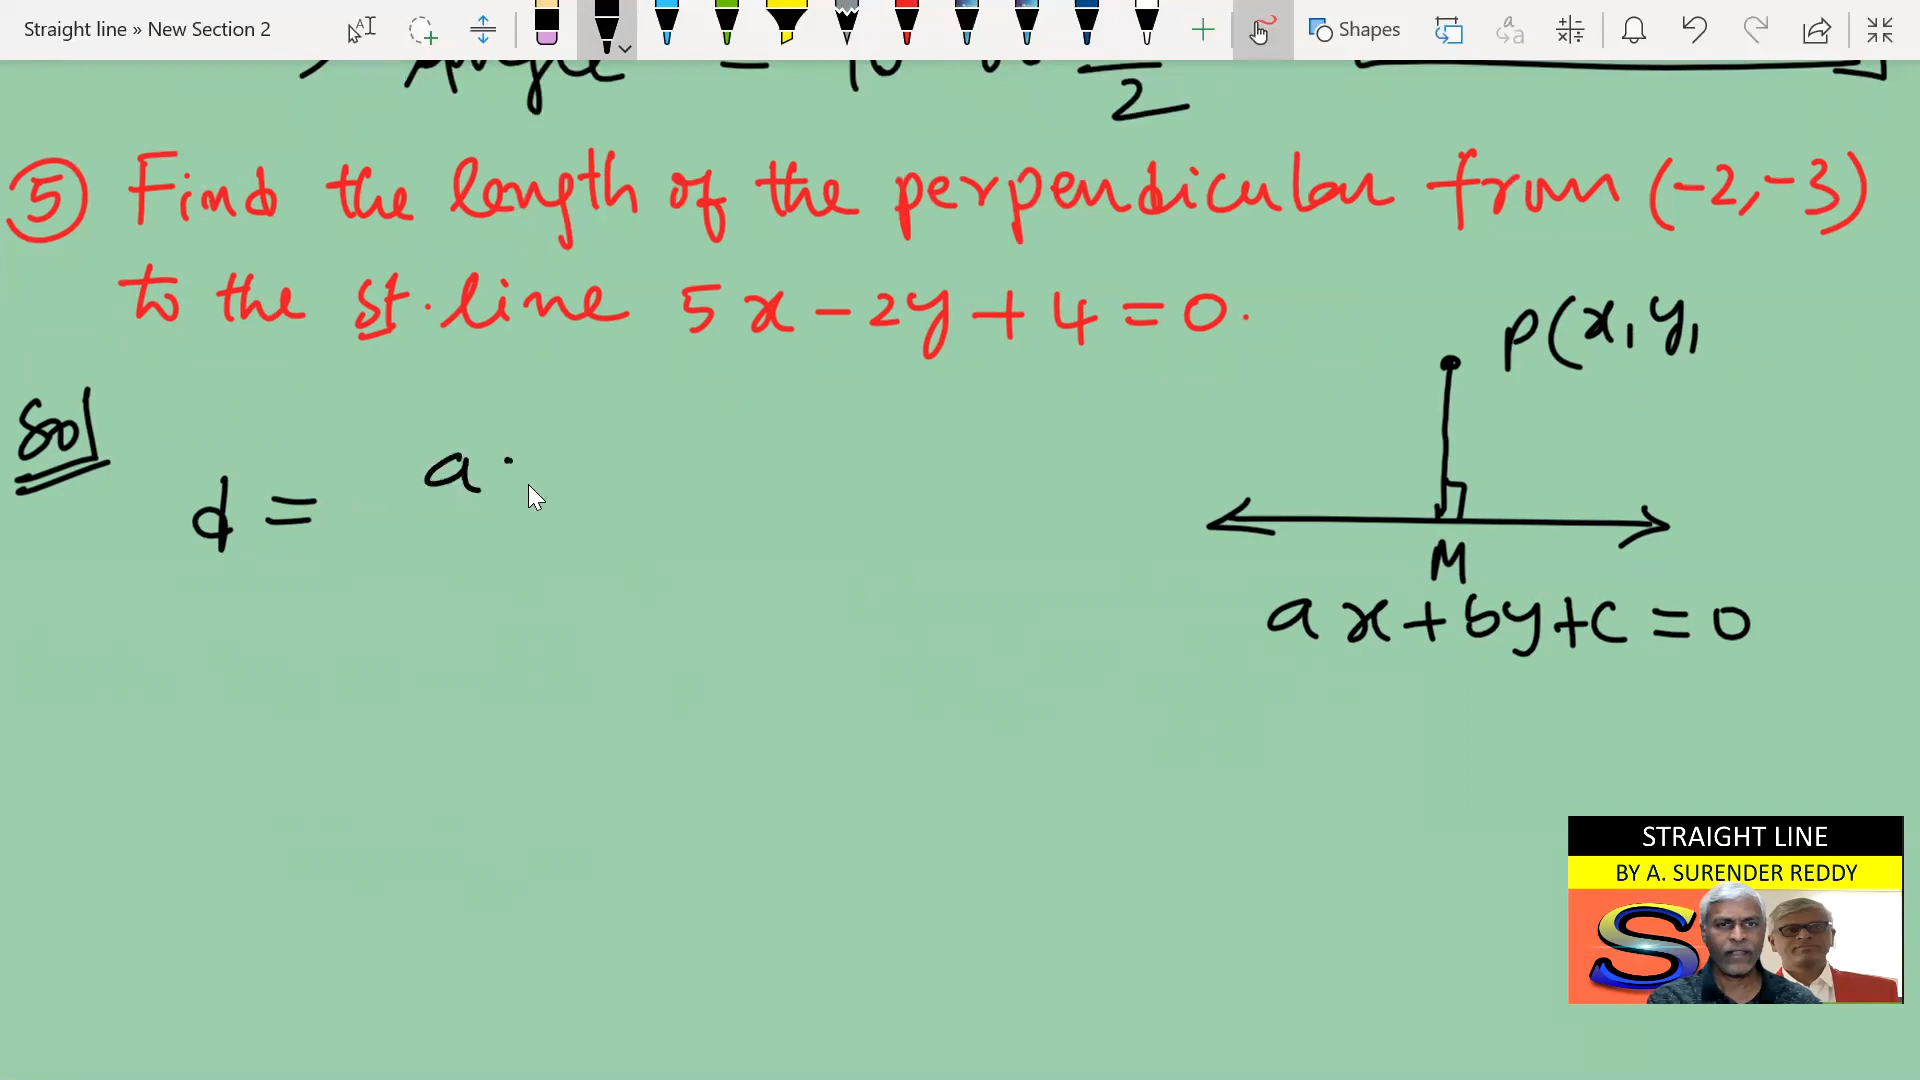 Straight line » New Section 2
Shapes
2
⑤ Find the length of the perpendicular from (-2,-3)
to the st. line 5x - 2y + 4 = 0.
P(x₁ y₁
Sol
d = a
M
ax + by + c = 0
STRAIGHT LINE
BY A. SURENDER REDDY
S